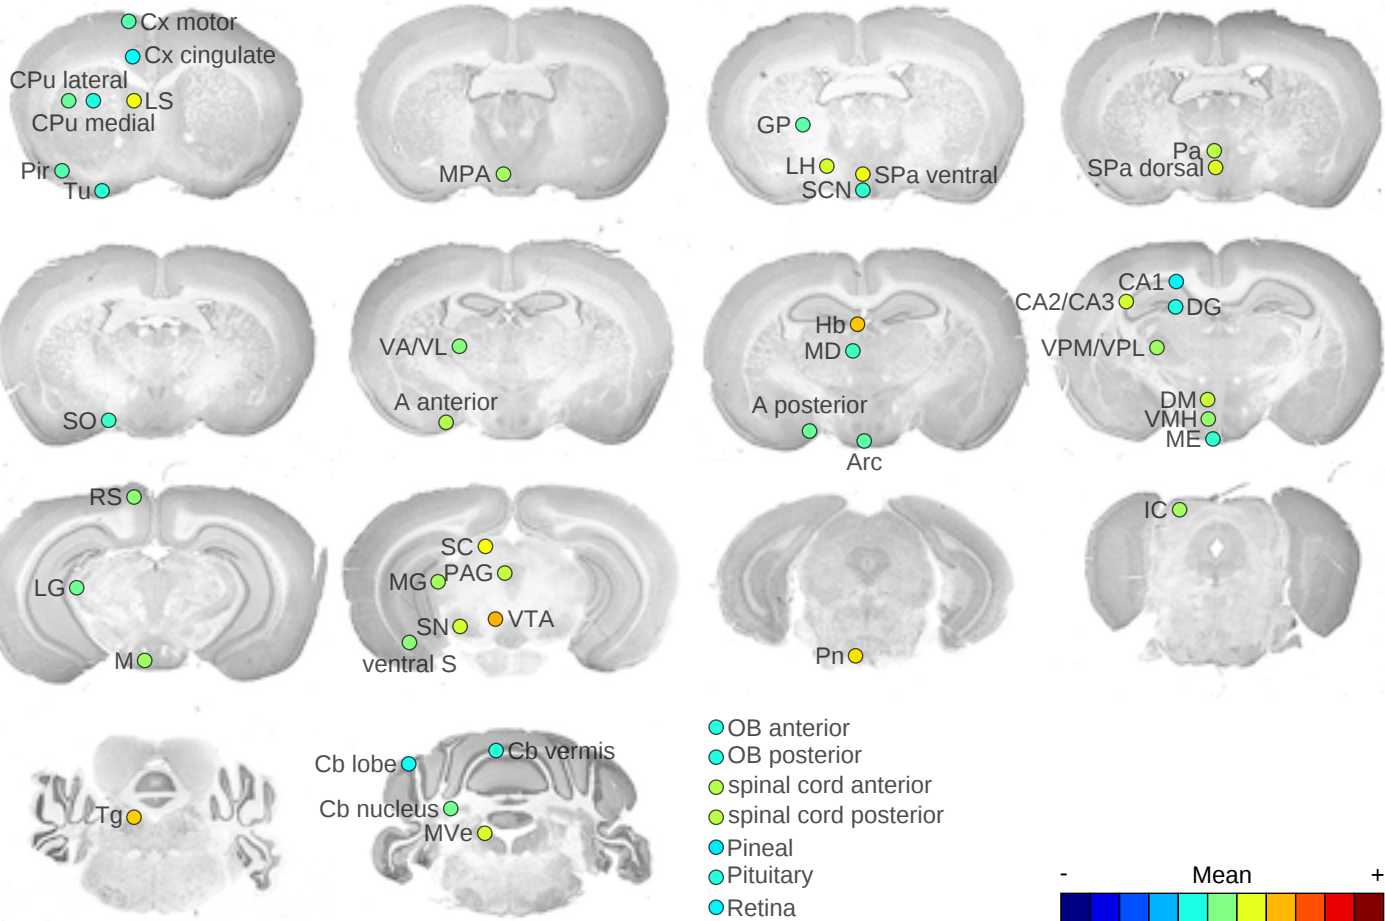 Cx motor
Cx cingulate
CPu lateral
LS
CPu medial
Pir
Tu
MPA
GP
LH
SPa ventral
SCN
Pa
SPa dorsal
SO
VA/VL
A anterior
Hb
MD
A posterior
Arc
CA1
CA2/CA3
DG
VPM/VPL
DM
VMH
ME
RS
LG
M
SC
PAG
MG
SN
VTA
ventral S
Pn
IC
Tg
Cb lobe
Cb vermis
Cb nucleus
MVe
OB anterior
OB posterior
spinal cord anterior
spinal cord posterior
Pineal
Pituitary
Retina
- Mean +